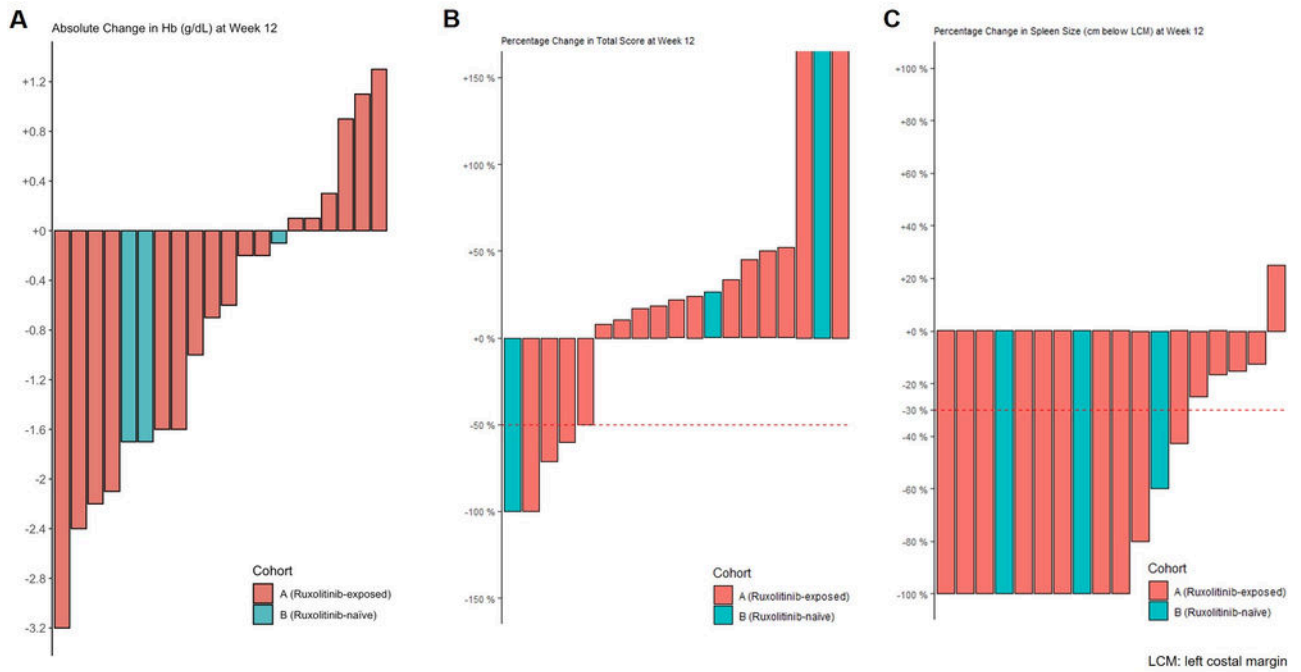 A
Absolute Change in Hb (g/dL) at Week 12
+1.2
+0.8
+0.4
+0
-0.4
-0.8
-1.2
-1.6
-2
-2.4
-2.8
-3.2
Cohort
A (Ruxolitinib-exposed)
B (Ruxolitinib-naïve)
B
Percentage Change in Total Score at Week 12
+150 %
+100 %
+50 %
+0 %
-50 %
-100 %
-150 %
Cohort
A (Ruxolitinib-exposed)
B (Ruxolitinib-naïve)
C
Percentage Change in Spleen Size (cm below LCM) at Week 12
+100 %
+80 %
+60 %
+40 %
+20 %
+0 %
-20 %
-30 %
-40 %
-60 %
-80 %
-100 %
Cohort
A (Ruxolitinib-exposed)
B (Ruxolitinib-naïve)
LCM: left costal margin